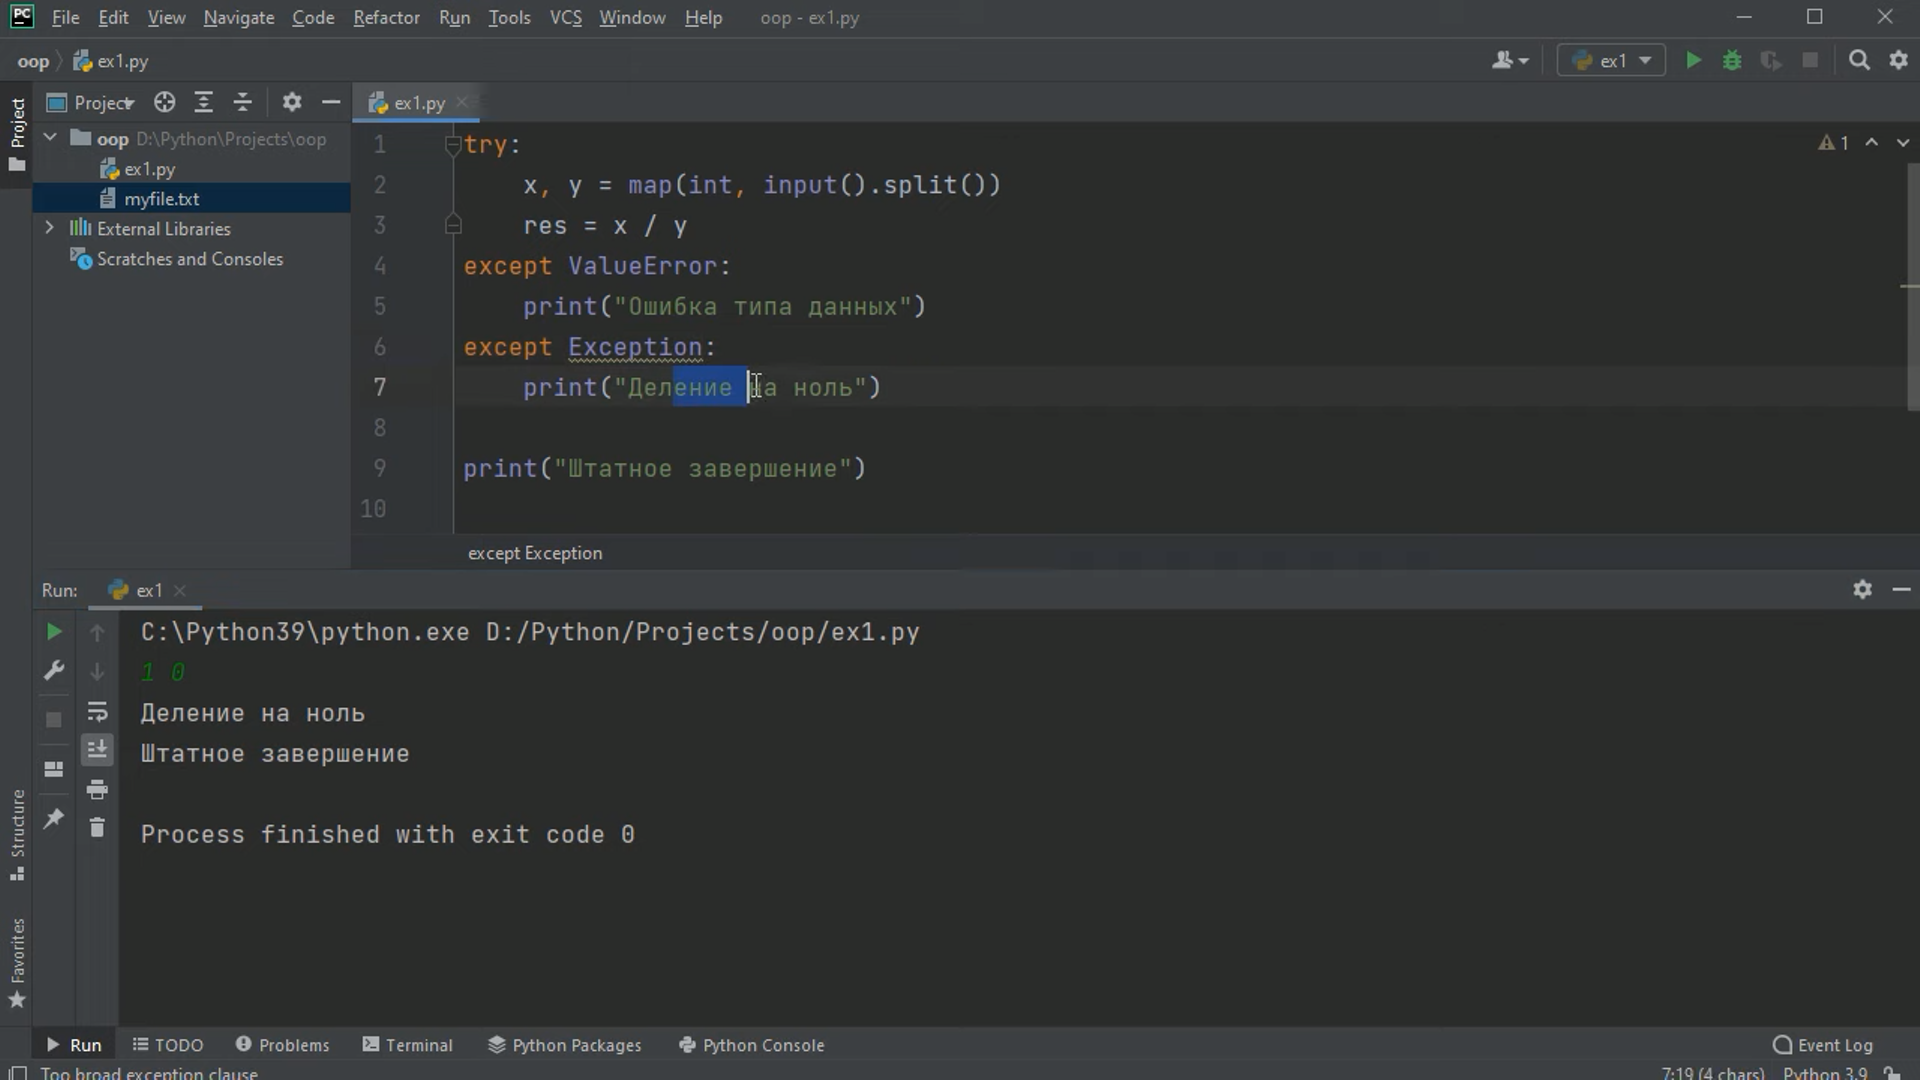 PC File Edit View Navigate Code Refactor Run Tools VCS Window Help oop - ex1.py
oop ex1.py ex1
Project
Project
ex1.py
oop D:\Python\Projects\oop
ex1.py
myfile.txt
External Libraries
Scratches and Consoles
1 try:
2 x, y = map(int, input().split())
3 res = x / y
4 except ValueError:
5 print("Ошибка типа данных")
6 except Exception:
7 print("Деление на ноль")
8
9 print("Штатное завершение")
10
1
except Exception
Run: ex1
C:\Python39\python.exe D:/Python/Projects/oop/ex1.py
1 0
Деление на ноль
Штатное завершение
Process finished with exit code 0
Structure
Favorites
Run TODO Problems Terminal Python Packages Python Console Event Log
Too broad exception clause 7:19 (4 chars) Python 3.9